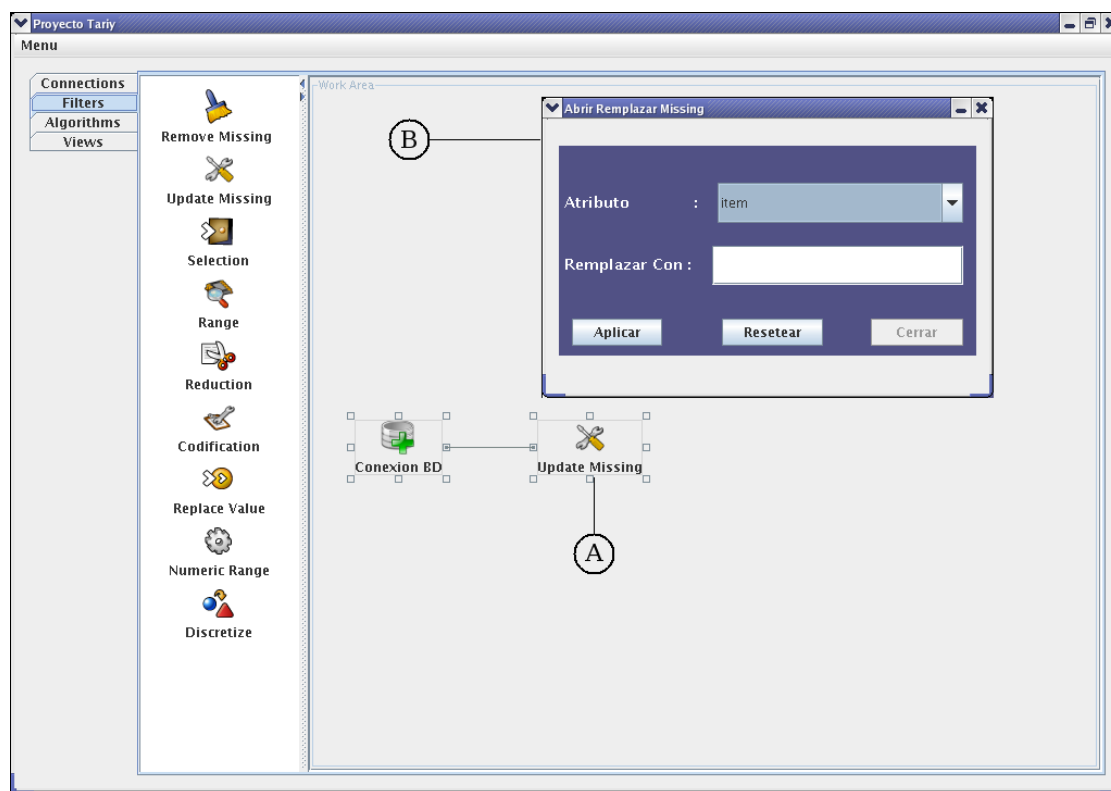 Proyecto Tariy
Menu
Connections
Filters
Algorithms
Views
Remove Missing
Update Missing
Selection
Range
Reduction
Codification
Replace Value
Numeric Range
Discretize
Work Area
B
Abrir Remplazar Missing
Atributo : item
Remplazar Con :
Aplicar Resetear Cerrar
Conexion BD Update Missing
A